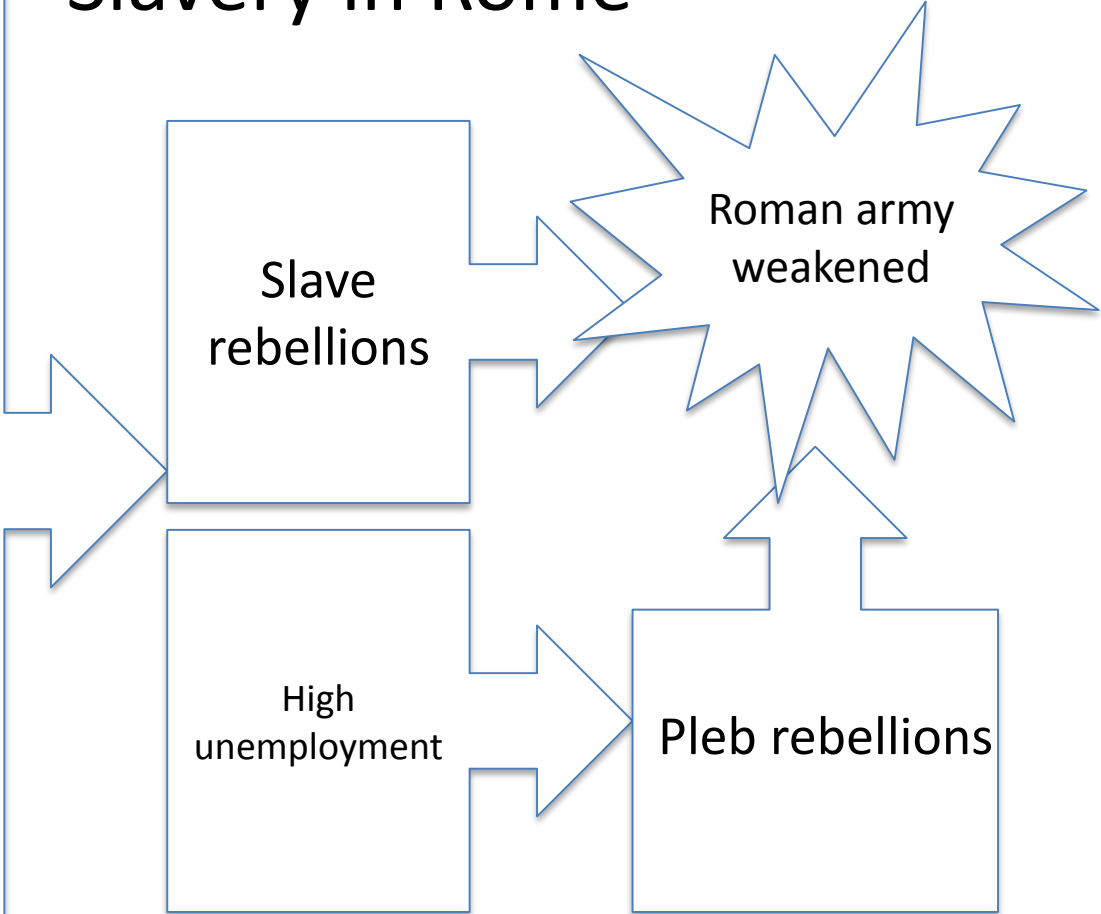 Slavery in Rome
Slave
rebellions
Roman army
weakened
High
unemployment
Pleb rebellions